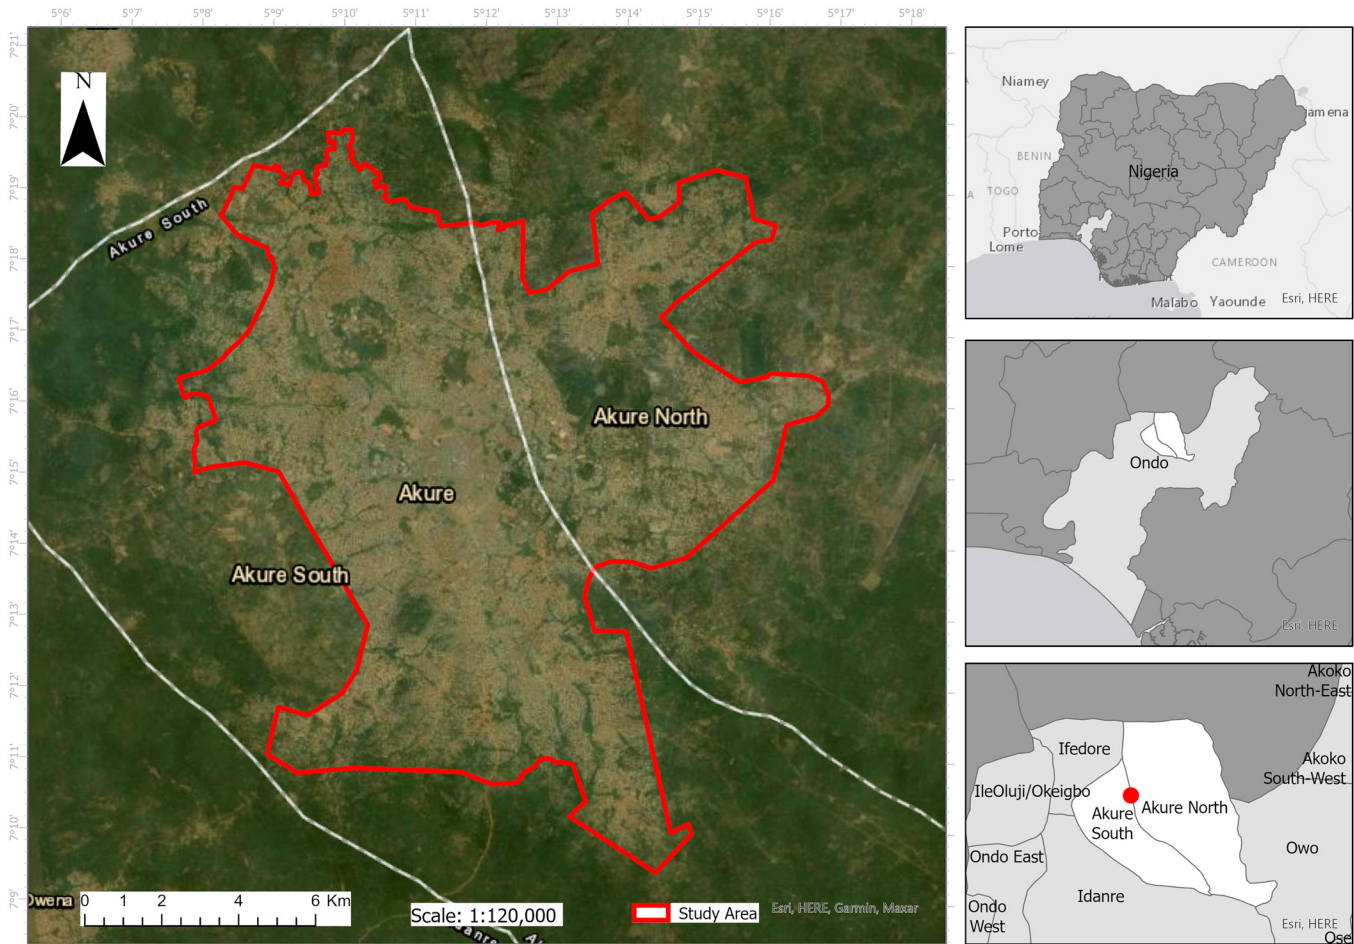 5°6' 5°7' 5°8' 5°9' 5°10' 5°11' 5°12' 5°13' 5°14' 5°15' 5°16' 5°17' 5°18'
7°21'
7°20'
7°19'
7°18'
7°17'
7°16'
7°15'
7°14'
7°13'
7°12'
7°11'
7°10'
7°9'
N
Akure South
Akure North
Akure
Akure South
Owena
0 1 2 3 4 6 Km
Scale: 1:120,000
Study Area
Esri, HERE, Garmin, Maxar
Niamey
jamena
BENIN
Nigeria
TOGO
A
Porto-
Lome
CAMEROON
Malabo Yaounde
Esri, HERE
Ondo
Esri, HERE
Akoko
North-East
Ifedore
Akoko
South-West
IleOluji/Okeigbo
Akure
South
Akure North
Ondo East
Owo
Idanre
Ondo
West
Esri, HERE
Ose